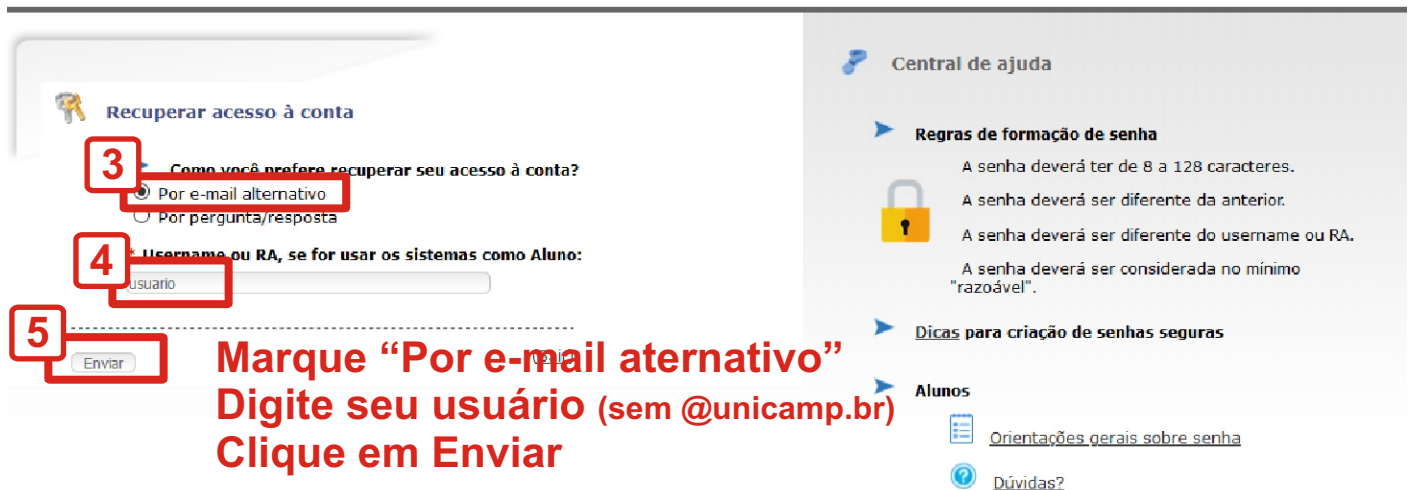 Recuperar acesso à conta
3
Como você prefere recuperar seu acesso à conta?
Por e-mail alternativo
Por pergunta/resposta
4
* Username ou RA, se for usar os sistemas como Aluno:
usuario
5
Enviar
Marque “Por e-mail aternativo”
Digite seu usuário (sem @unicamp.br)
Clique em Enviar
Central de ajuda
Regras de formação de senha
A senha deverá ter de 8 a 128 caracteres.
A senha deverá ser diferente da anterior.
A senha deverá ser diferente do username ou RA.
A senha deverá ser considerada no mínimo
"razoável".
Dicas para criação de senhas seguras
Alunos
Orientações gerais sobre senha
Dúvidas?